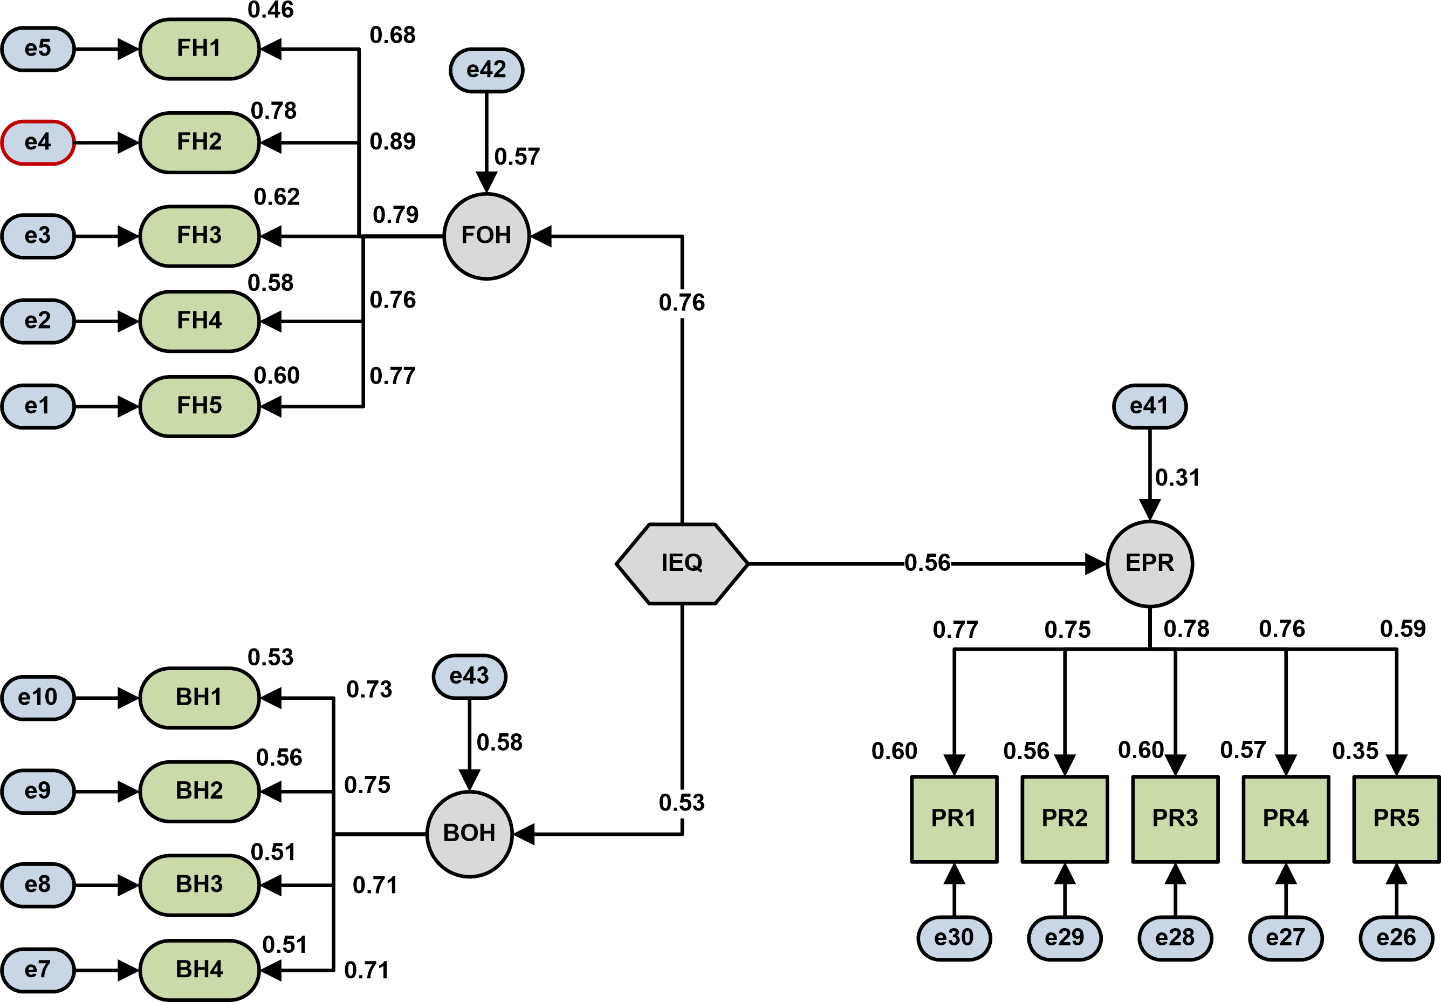 0.46
e5 FH1 0.68
e42
0.78
e4 FH2 0.89
0.57
0.62
e3 FH3 0.79 FOH
0.58
e2 FH4 0.76
0.76
0.60
e1 FH5 0.77
e41
0.31
IEQ 0.56 EPR
0.77 0.75 0.78 0.76 0.59
0.53
e10 BH1 0.73
e43
0.58
0.56
e9 BH2 0.75
0.53
0.60 0.56 0.60 0.57 0.35
BOH
PR1 PR2 PR3 PR4 PR5
0.51
e8 BH3 0.71
0.51
e7 BH4 0.71
e30 e29 e28 e27 e26